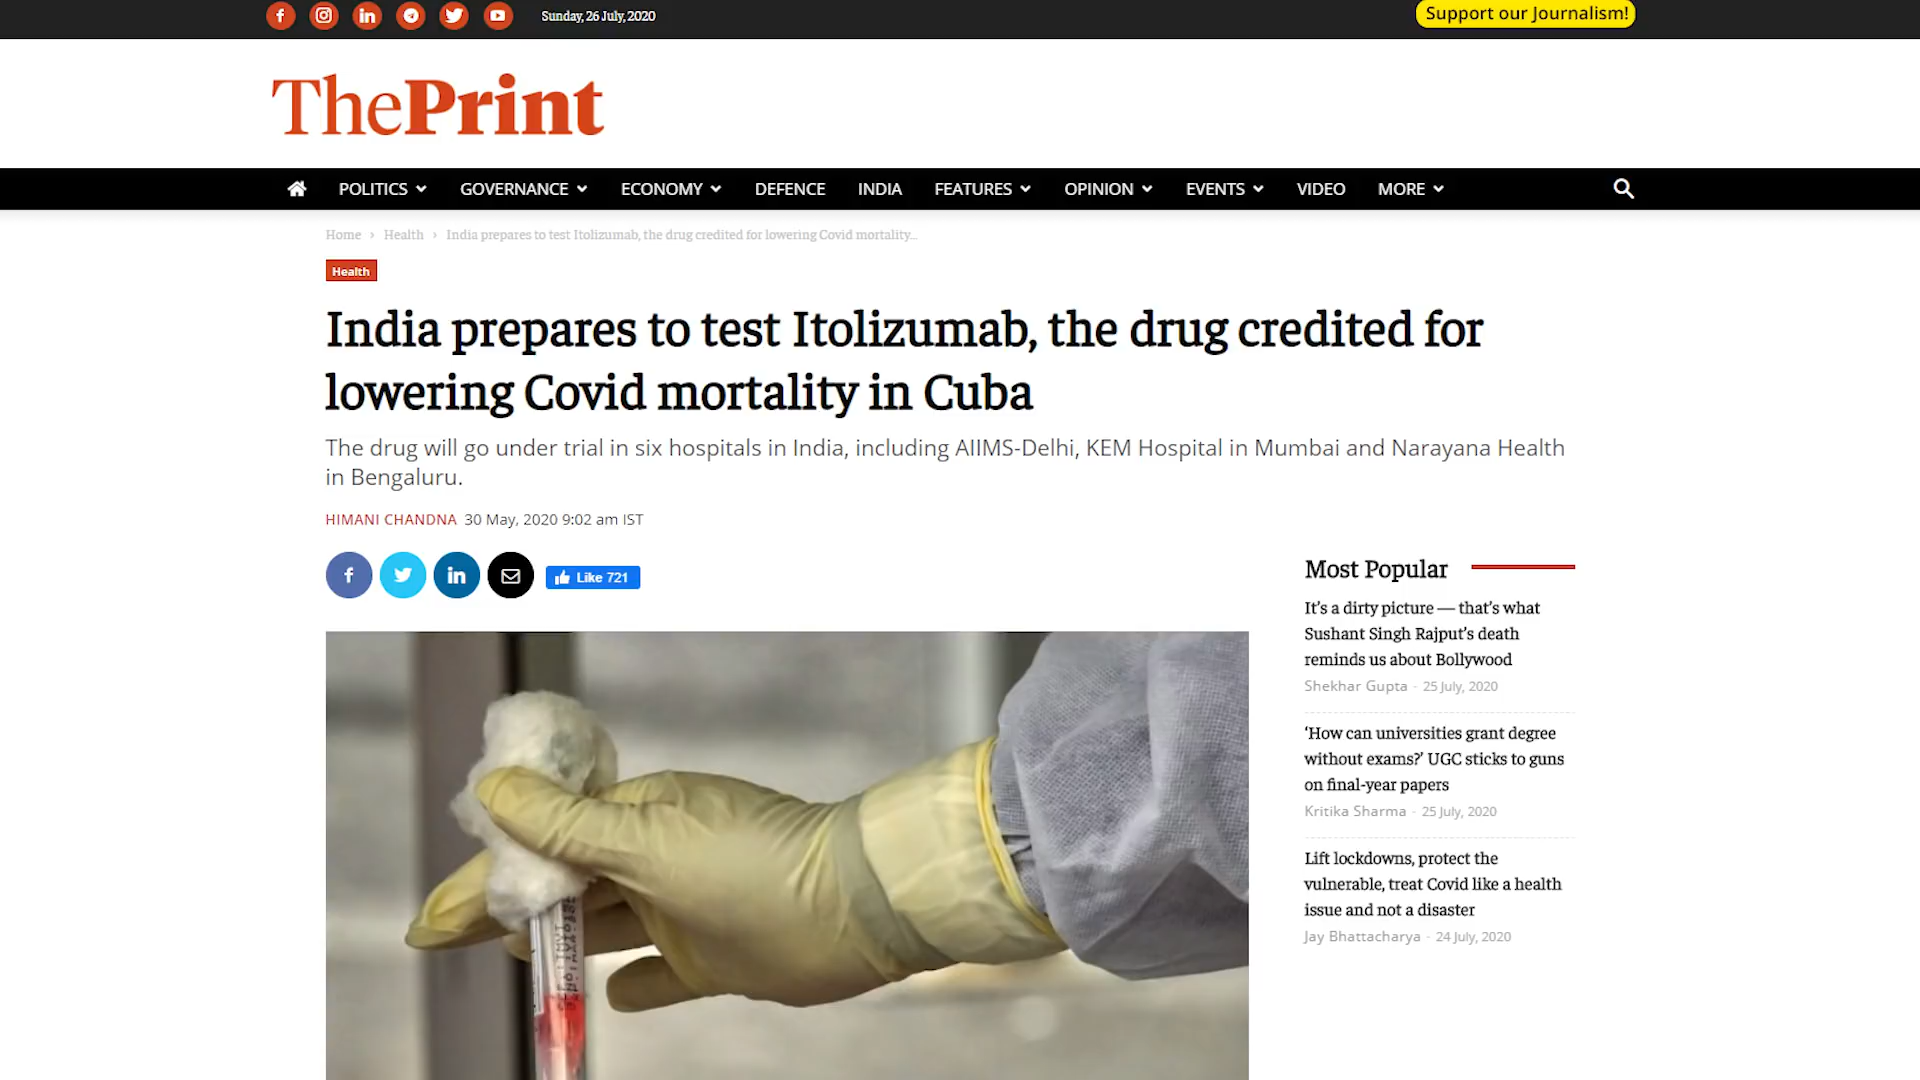 Sunday, 26 July, 2020
Support our Journalism!
ThePrint
POLITICS GOVERNANCE ECONOMY DEFENCE INDIA FEATURES OPINION EVENTS VIDEO MORE
Home › Health › India prepares to test Itolizumab, the drug credited for lowering Covid mortality...
Health
India prepares to test Itolizumab, the drug credited for
lowering Covid mortality in Cuba
The drug will go under trial in six hospitals in India, including AIIMS-Delhi, KEM Hospital in Mumbai and Narayana Health
in Bengaluru.
HIMANI CHANDNA 30 May, 2020 9:02 am IST
Like 721
Most Popular
It's a dirty picture — that's what
Sushant Singh Rajput's death
reminds us about Bollywood
Shekhar Gupta - 25 July, 2020
'How can universities grant degree
without exams?' UGC sticks to guns
on final-year papers
Kritika Sharma - 25 July, 2020
Lift lockdowns, protect the
vulnerable, treat Covid like a health
issue and not a disaster
Jay Bhattacharya - 24 July, 2020